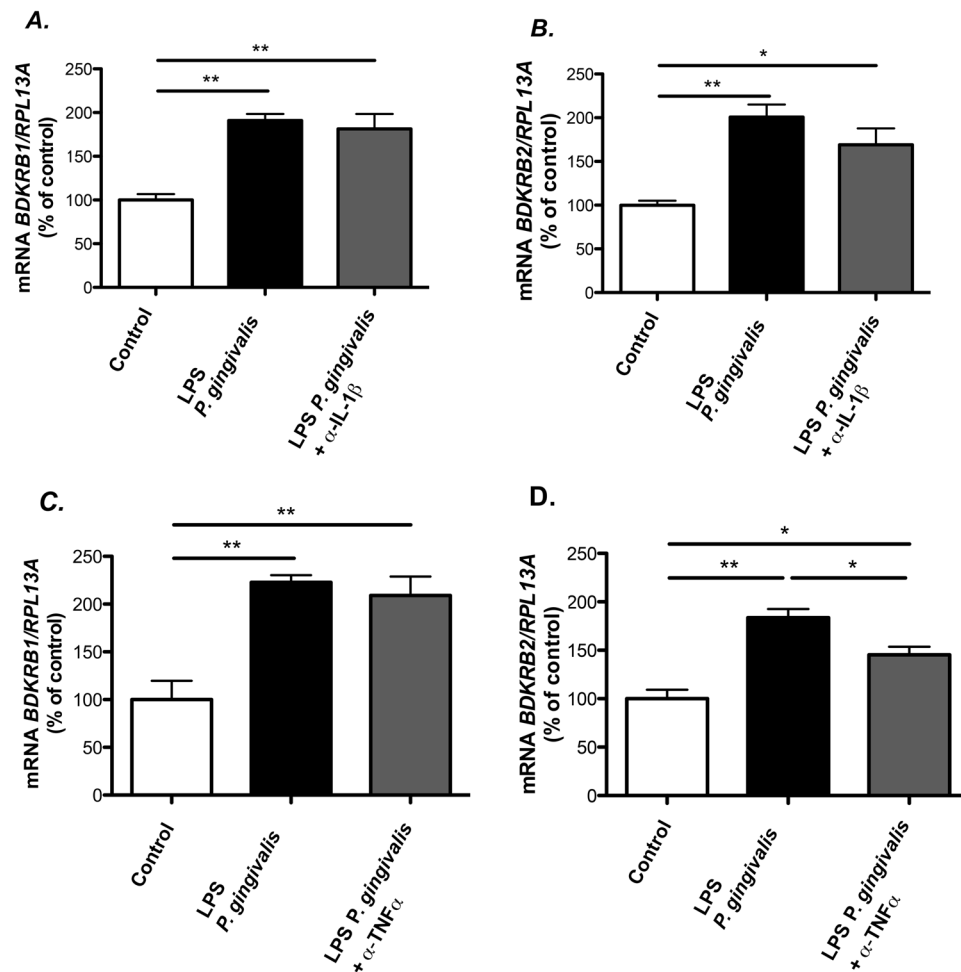 A.
**
**
mRNA BDKRB1/RPL13A
(% of control)
250
200
150
100
50
0
Control
LPS
P. gingivalis
LPS P. gingivalis
+ α-IL-1β
B.
*
**
mRNA BDKRB2/RPL13A
(% of control)
250
200
150
100
50
0
Control
LPS
P. gingivalis
LPS P. gingivalis
+ α-IL-1β
C.
**
**
mRNA BDKRB1/RPL13A
(% of control)
250
200
150
100
50
0
Control
LPS
P. gingivalis
LPS P. gingivalis
+ α-TNFα
D.
*
** *
mRNA BDKRB2/RPL13A
(% of control)
250
200
150
100
50
0
Control
LPS
P. gingivalis
LPS P. gingivalis
+ α-TNFα